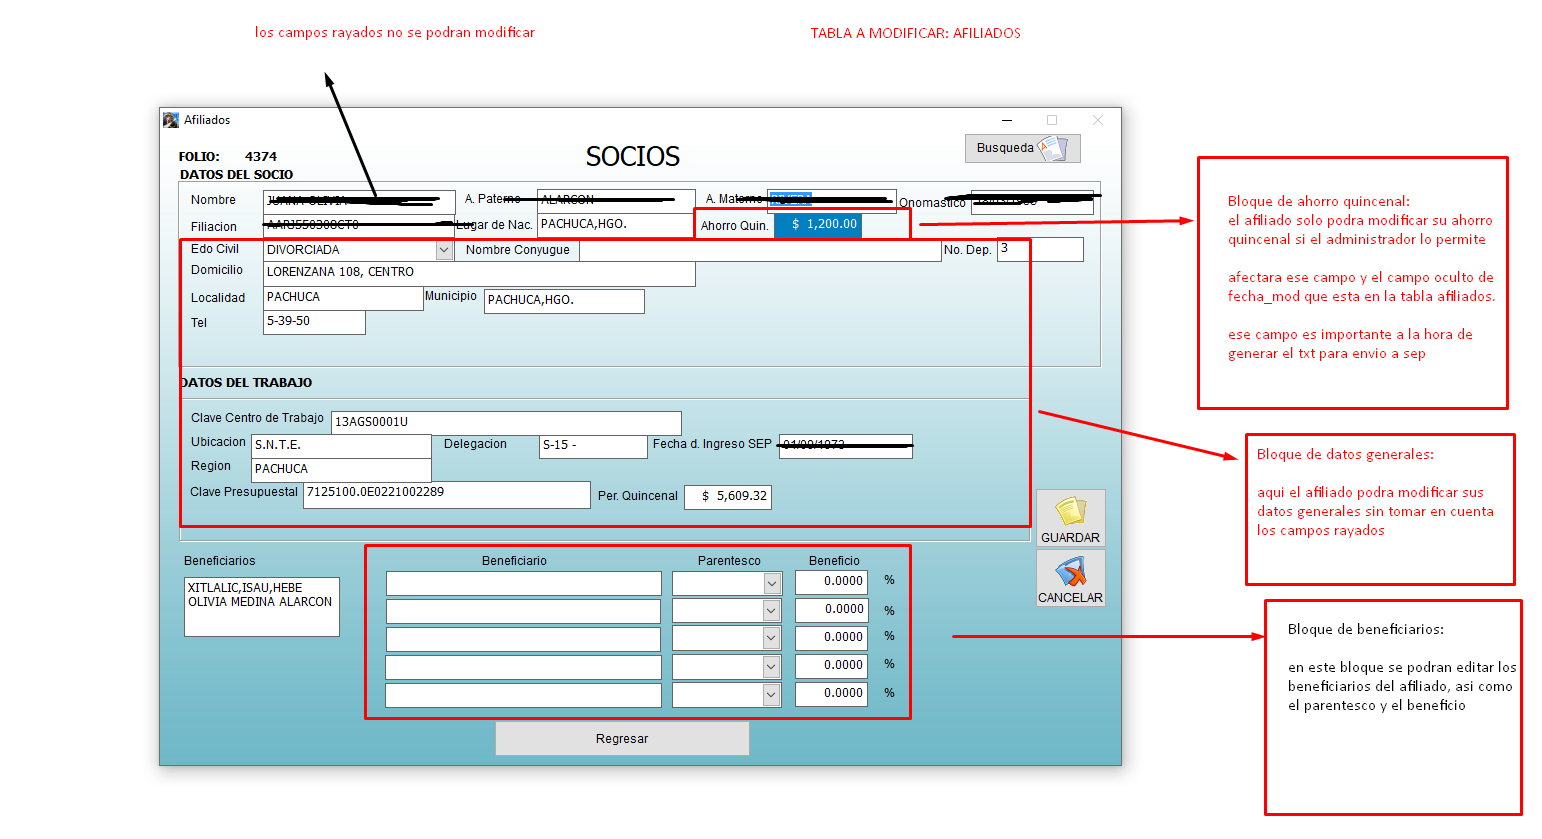 los campos rayados no se podran modificar
TABLA A MODIFICAR: AFILIADOS
Afiliados
FOLIO: 4374
SOCIOS
Busqueda
DATOS DEL SOCIO
Nombre JUANA OLIVIA A. Paterno ALARCON A. Materno Onomastico
Filiacion Lugar de Nac. PACHUCA,HGO. Ahorro Quin. $ 1,200.00
Edo Civil DIVORCIADA Nombre Conyugue No. Dep. 3
Domicilio LORENZANA 108, CENTRO
Localidad PACHUCA Municipio PACHUCA,HGO.
Tel 5-39-50
DATOS DEL TRABAJO
Clave Centro de Trabajo 13AGS0001U
Ubicacion S.N.T.E. Delegacion S-15 - Fecha d. Ingreso SEP
Region PACHUCA
Clave Presupuestal 7125100.0E0221002289 Per. Quincenal $ 5,609.32
GUARDAR
CANCELAR
Beneficiarios
XITLALIC,ISAU,HEBE
OLIVIA MEDINA ALARCON
Beneficiario Parentesco Beneficio
0.0000 %
0.0000 %
0.0000 %
0.0000 %
0.0000 %
Regresar
Bloque de ahorro quincenal:
el afiliado solo podra modificar su ahorro
quincenal si el administrador lo permite
afectara ese campo y el campo oculto de
fecha_mod que esta en la tabla afiliados.
ese campo es importante a la hora de
generar el txt para envio a sep
Bloque de datos generales:
aqui el afiliado podra modificar sus
datos generales sin tomar en cuenta
los campos rayados
Bloque de beneficiarios:
en este bloque se podran editar los
beneficiarios del afiliado, asi como
el parentesco y el beneficio